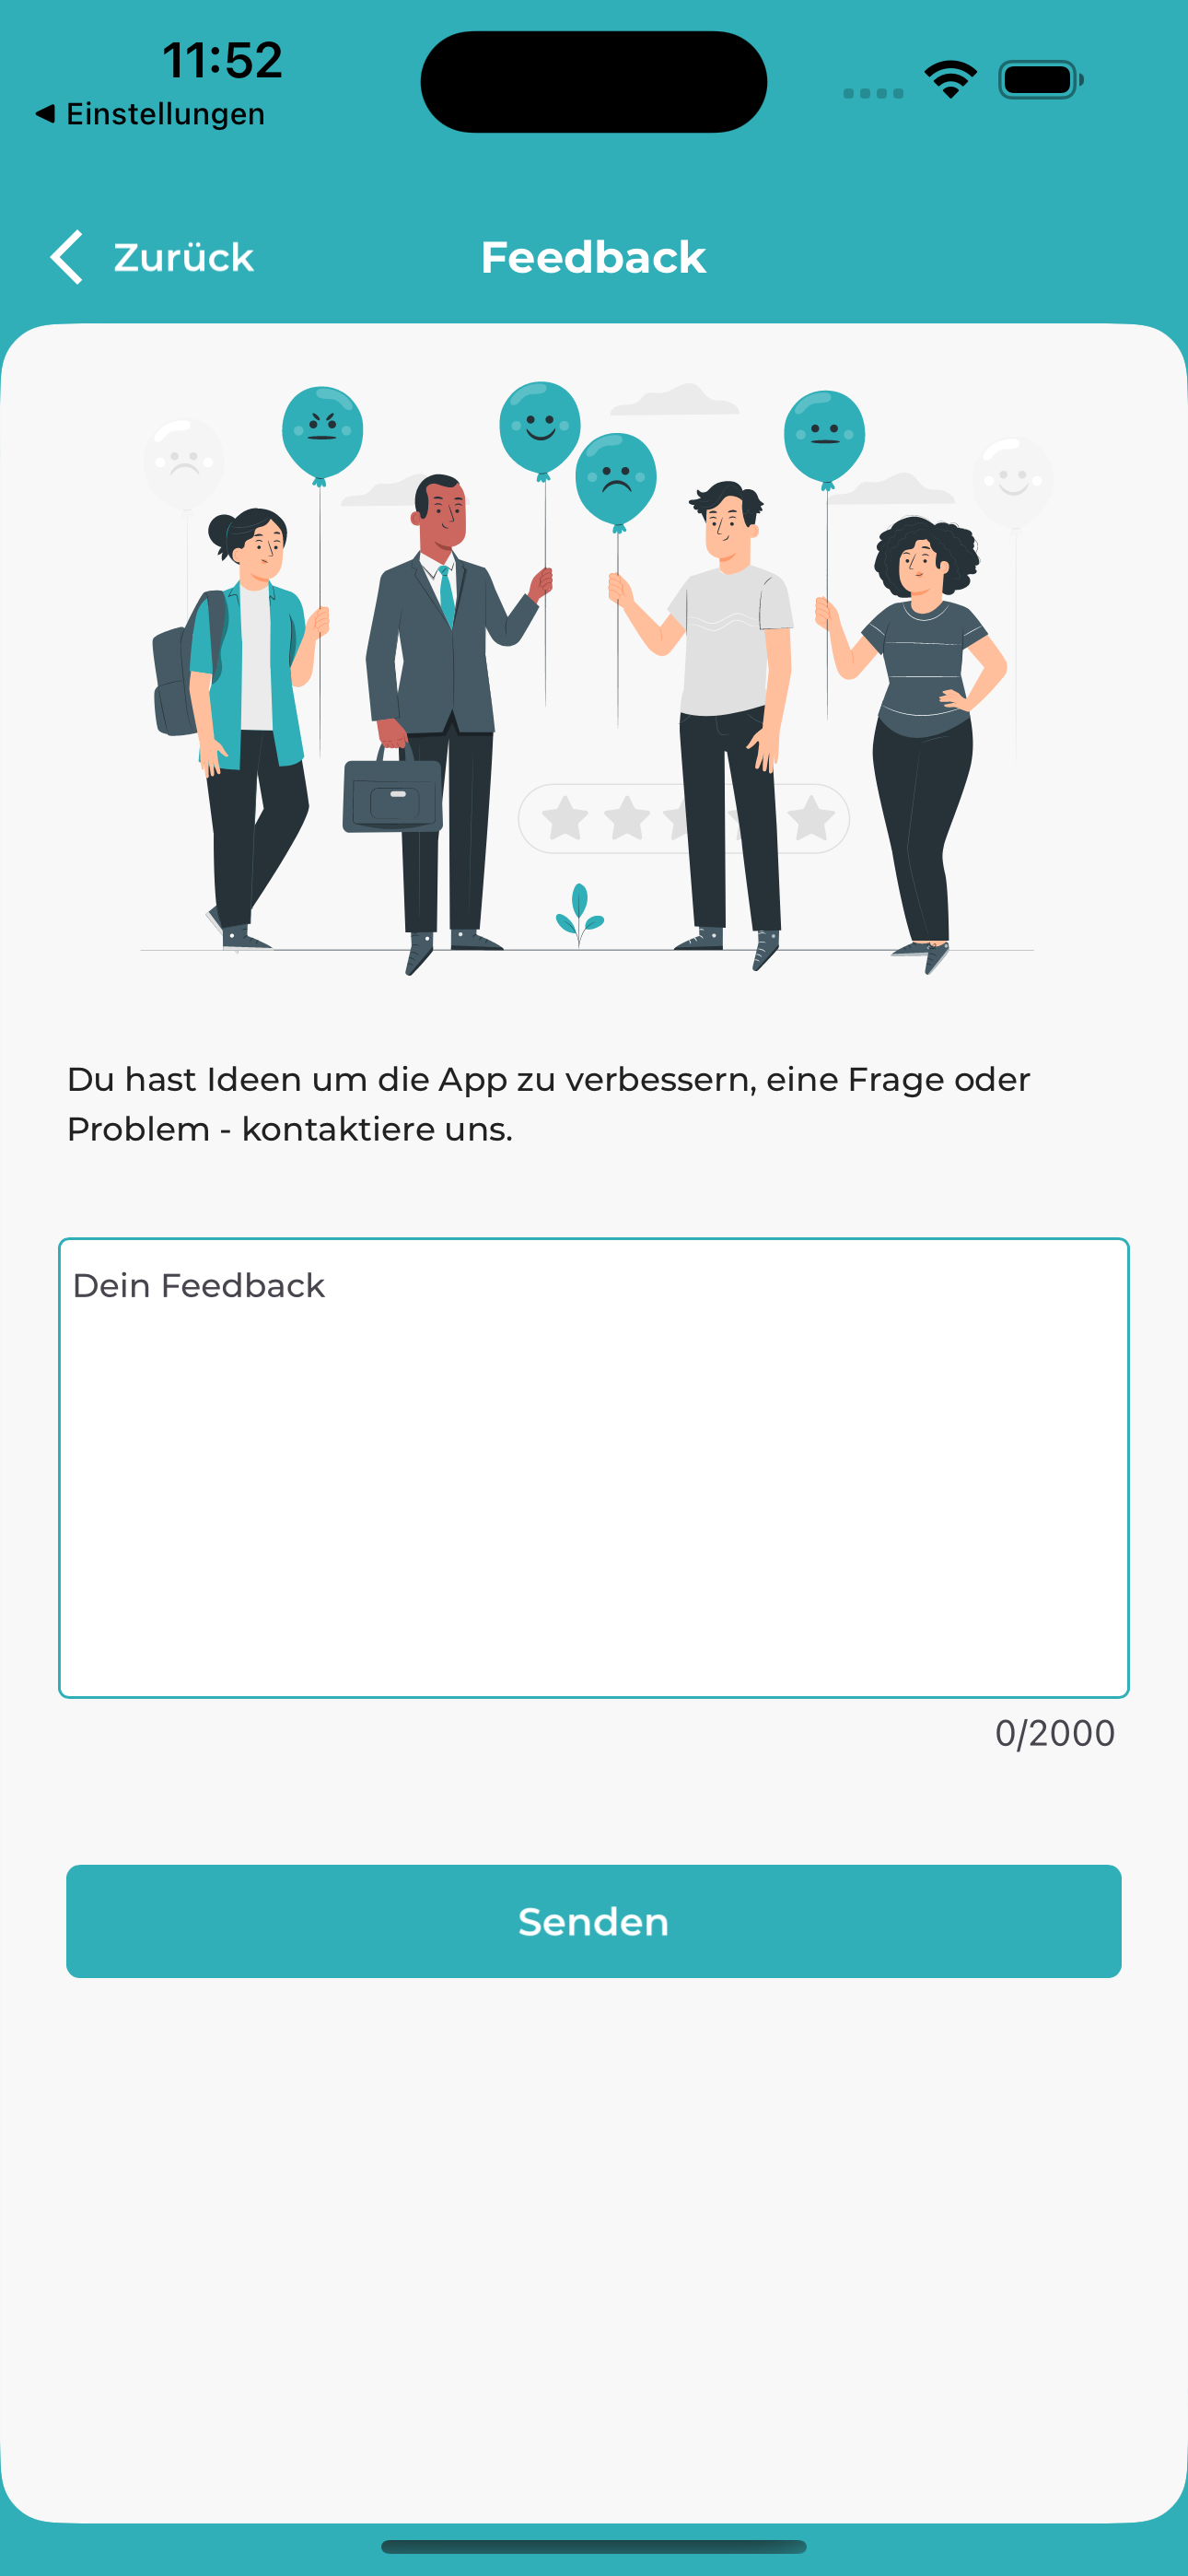 11:52
Einstellungen
Zurück
Feedback
Du hast Ideen um die App zu verbessern, eine Frage oder
Problem - kontaktiere uns.
Dein Feedback
0/2000
Senden